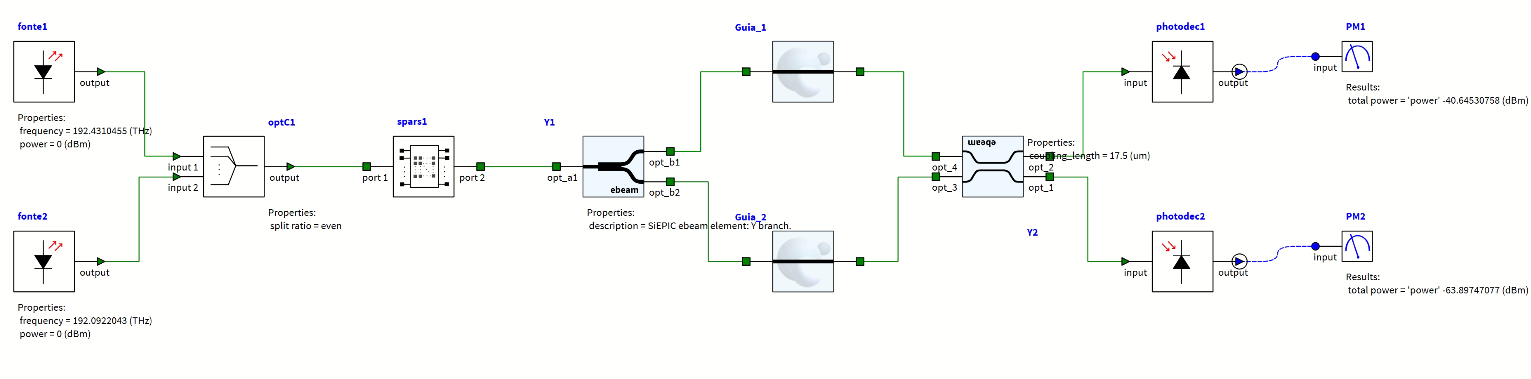 fonte1
output
Properties:
frequency = 192.4310455 (THz)
power = 0 (dBm)
fonte2
output
Properties:
frequency = 192.0922043 (THz)
power = 0 (dBm)
optC1
input 1
input 2
output
Properties:
split ratio = even
spars1
port 1
port 2
Y1
opt_a1
opt_b1
opt_b2
ebeam
Properties:
description = SiEPIC ebeam element: Y branch.
Guia_1
Guia_2
ebeam
opt_4
opt_3
opt_2
opt_1
Properties:
coupling_length = 17.5 (um)
Y2
photodec1
input
output
PM1
input
Results:
total power = 'power' -40.64530758 (dBm)
photodec2
input
output
PM2
input
Results:
total power = 'power' -63.89747077 (dBm)